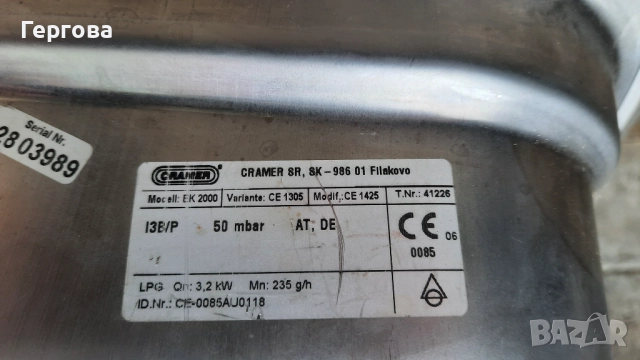 Гергова
Serial Nr.
2803989
CRAMER
CRAMER SR, SK-986 01 Filakovo
Modell: EK 2000 Variante: CE 1305 Modif.: CE 1425 T.Nr.: 41226
I3B/P 50 mbar AT, DE
CE 06
0085
LPG Qn: 3,2 kW Mn: 235 g/h
ID.Nr.: CE-0085AU0118
bazar